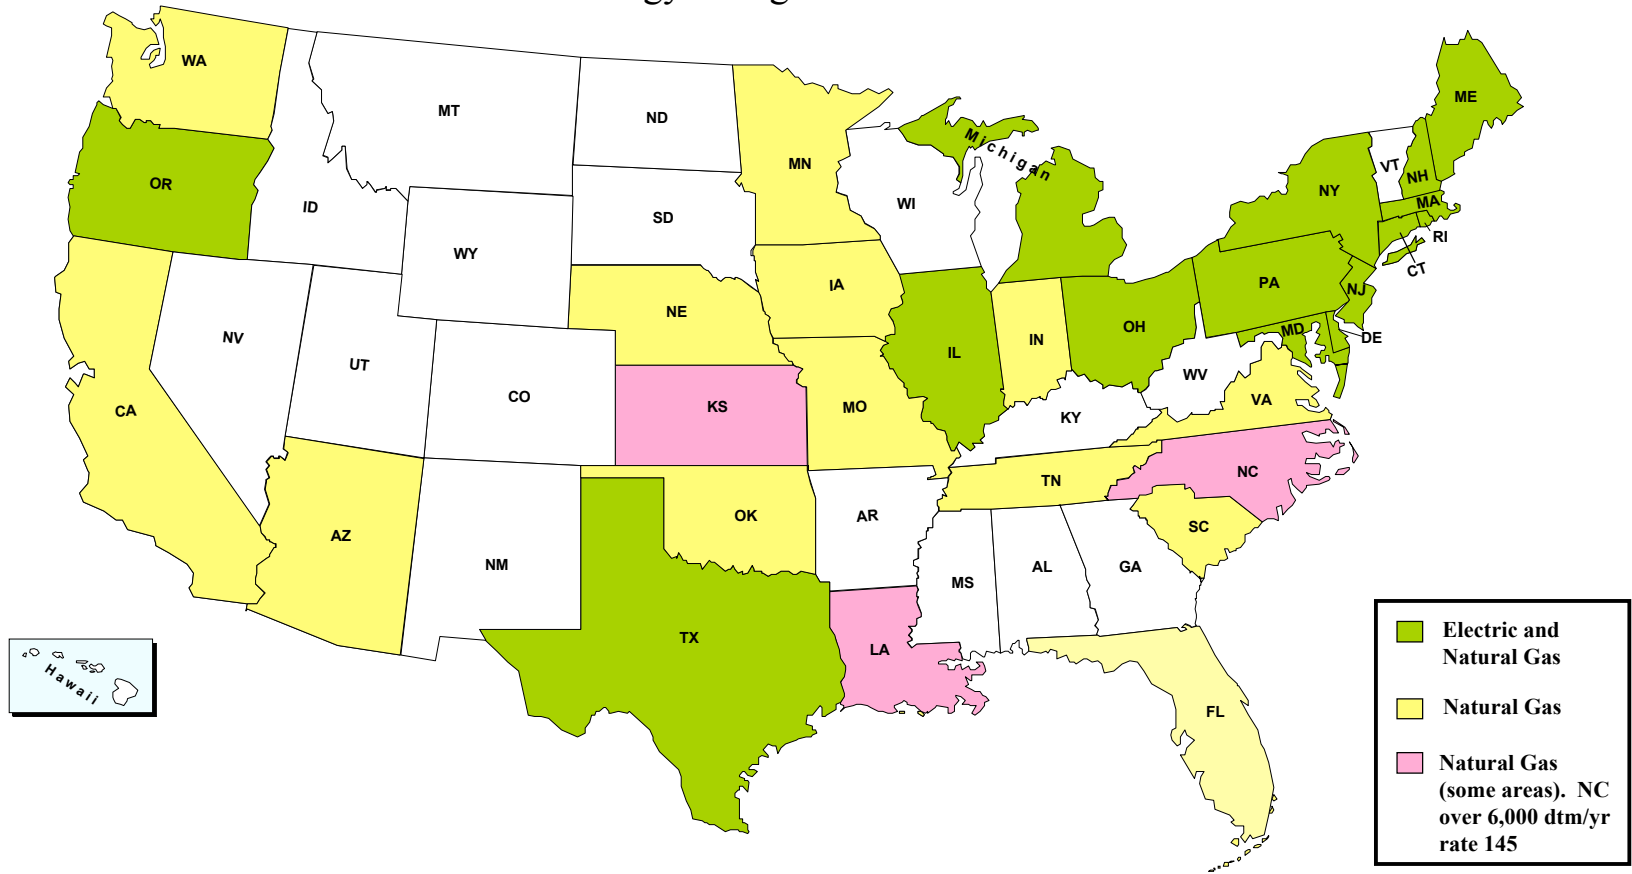 WA
MT
ND
MN
Michigan
ME
OR
ID
SD
WI
NY
VT
NH
MA
RI
CT
WY
IA
PA
NJ
NE
NV
UT
CO
IL
IN
OH
MD
DE
WV
VA
CA
KS
MO
KY
NC
TN
AZ
NM
OK
AR
SC
MS
AL
GA
TX
LA
FL
Hawaii
Electric and
Natural Gas
Natural Gas
Natural Gas
(some areas). NC
over 6,000 dtm/yr
rate 145